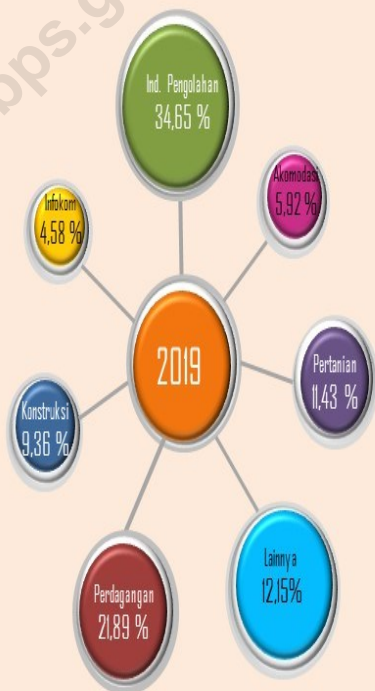 bps.g
Ind. Pengolahan
34,65 %
Akomodasi
5,92 %
Infokom
4,58 %
2019
Pertanian
11,43 %
Konstruksi
9,36 %
Lainnya
12,15%
Perdagangan
21,89 %